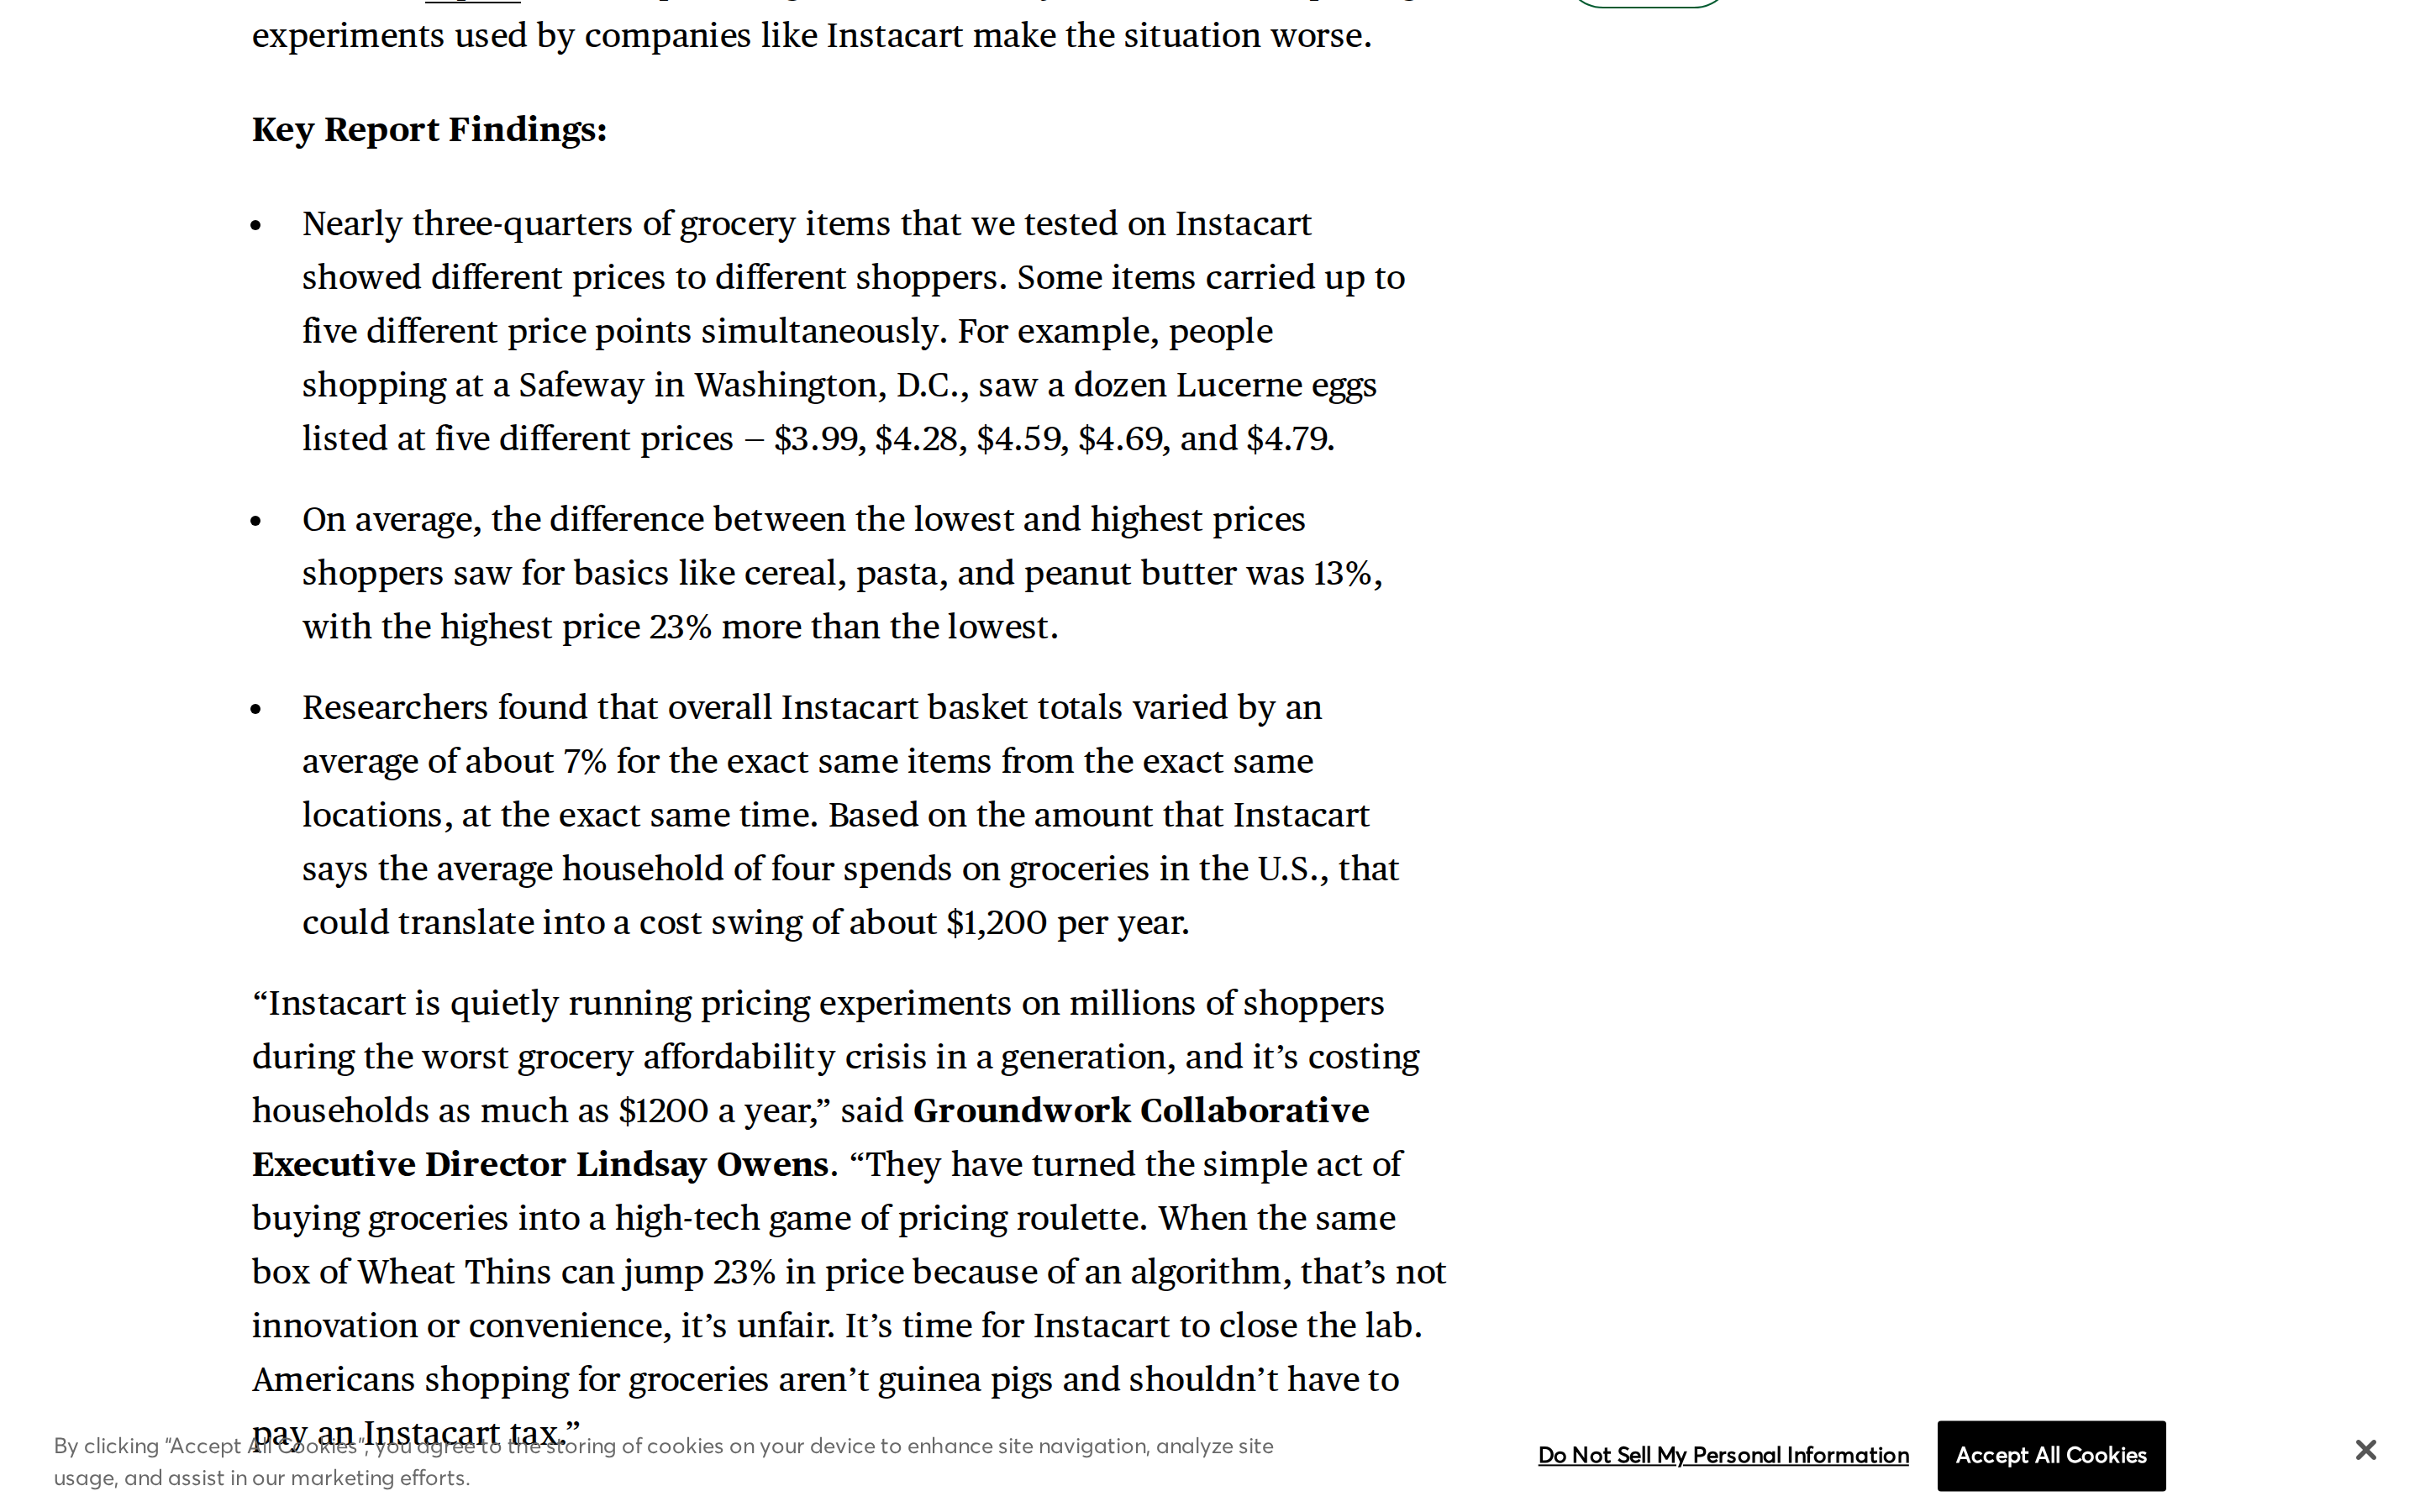 experiments used by companies like Instacart make the situation worse.
Key Report Findings:
• Nearly three-quarters of grocery items that we tested on Instacart
showed different prices to different shoppers. Some items carried up to
five different price points simultaneously. For example, people
shopping at a Safeway in Washington, D.C., saw a dozen Lucerne eggs
listed at five different prices – $3.99, $4.28, $4.59, $4.69, and $4.79.
• On average, the difference between the lowest and highest prices
shoppers saw for basics like cereal, pasta, and peanut butter was 13%,
with the highest price 23% more than the lowest.
• Researchers found that overall Instacart basket totals varied by an
average of about 7% for the exact same items from the exact same
locations, at the exact same time. Based on the amount that Instacart
says the average household of four spends on groceries in the U.S., that
could translate into a cost swing of about $1,200 per year.
“Instacart is quietly running pricing experiments on millions of shoppers
during the worst grocery affordability crisis in a generation, and it’s costing
households as much as $1200 a year,” said Groundwork Collaborative
Executive Director Lindsay Owens. “They have turned the simple act of
buying groceries into a high-tech game of pricing roulette. When the same
box of Wheat Thins can jump 23% in price because of an algorithm, that’s not
innovation or convenience, it’s unfair. It’s time for Instacart to close the lab.
Americans shopping for groceries aren’t guinea pigs and shouldn’t have to
pay an Instacart tax.”
By clicking “Accept All Cookies”, you agree to the storing of cookies on your device to enhance site navigation, analyze site
usage, and assist in our marketing efforts.
Do Not Sell My Personal Information
Accept All Cookies